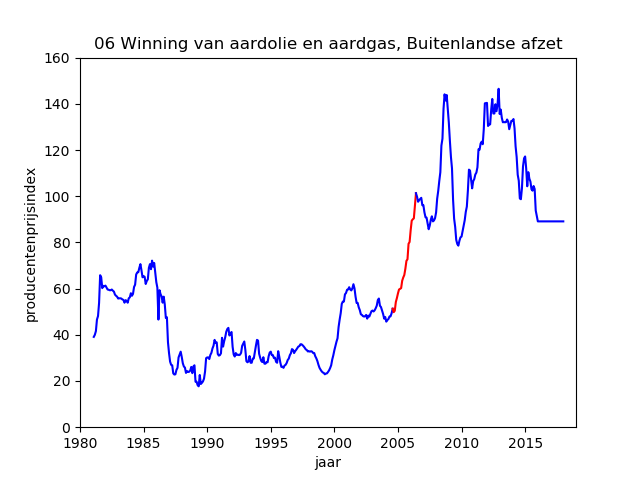 06 Winning van aardolie en aardgas, Buitenlandse afzet
160
140
120
100
80
60
40
20
0
producentenprijsindex
1980 1985 1990 1995 2000 2005 2010 2015
jaar